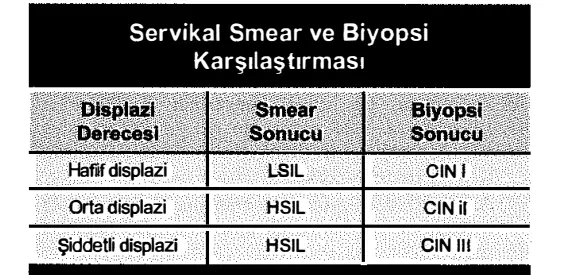 Servikal Smear ve Biyopsi
Karşılaştırması
Displazi Smear Biyopsi
Derecesi Sonucu Sonucu
Hafif displazi LSIL CIN I
Orta displazi HSIL CIN II
Şiddetli displazi HSIL CIN III